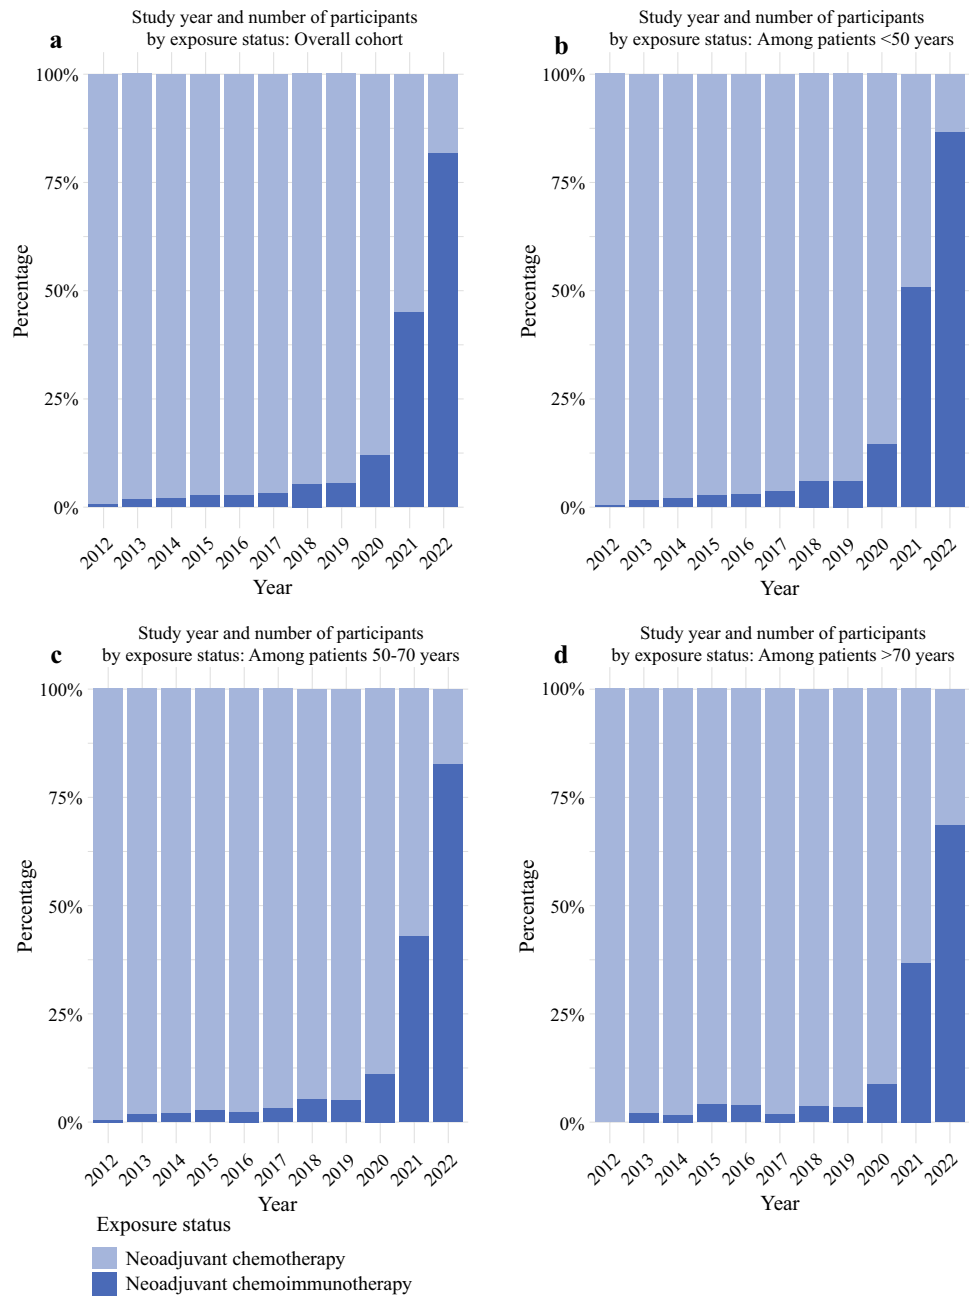 a
Study year and number of participants
by exposure status: Overall cohort
Percentage
100%
75%
50%
25%
0%
2012 2013 2014 2015 2016 2017 2018 2019 2020 2021 2022
Year
b
Study year and number of participants
by exposure status: Among patients <50 years
Percentage
100%
75%
50%
25%
0%
2012 2013 2014 2015 2016 2017 2018 2019 2020 2021 2022
Year
c
Study year and number of participants
by exposure status: Among patients 50-70 years
Percentage
100%
75%
50%
25%
0%
2012 2013 2014 2015 2016 2017 2018 2019 2020 2021 2022
Year
d
Study year and number of participants
by exposure status: Among patients >70 years
Percentage
100%
75%
50%
25%
0%
2012 2013 2014 2015 2016 2017 2018 2019 2020 2021 2022
Year
Exposure status
Neoadjuvant chemotherapy
Neoadjuvant chemoimmunotherapy